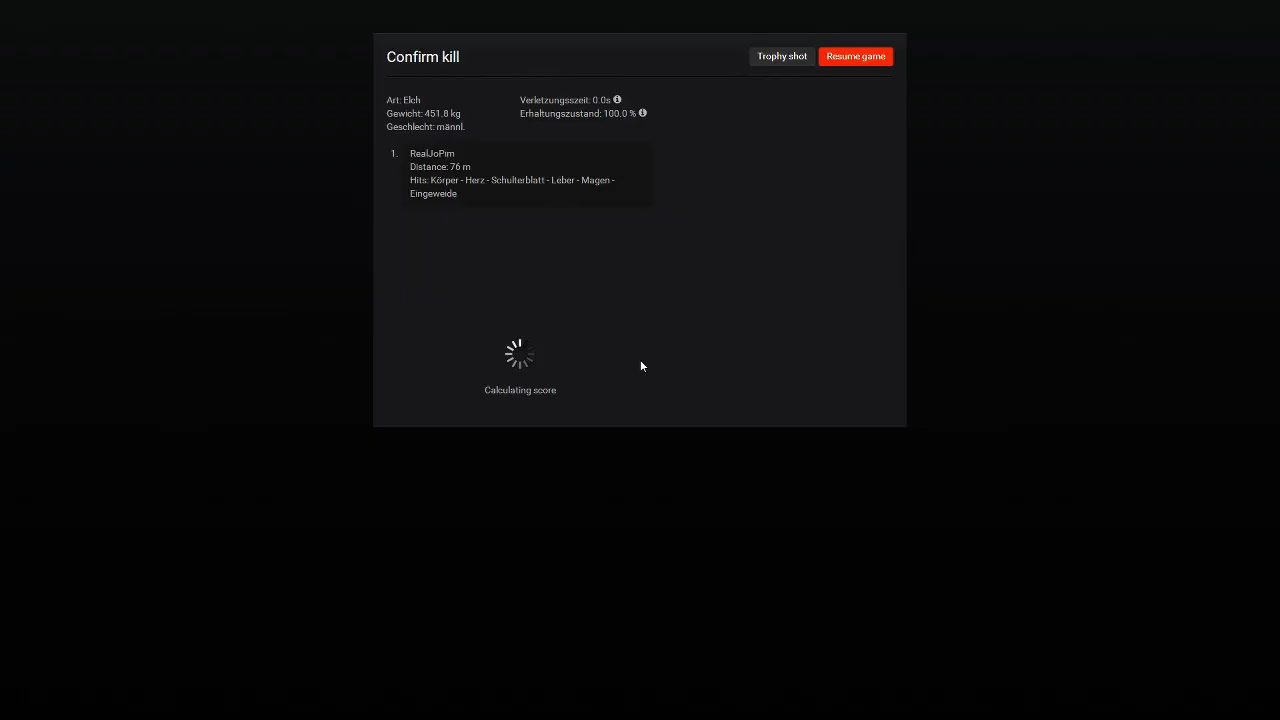 Confirm kill
Trophy shot
Resume game
Art: Elch
Gewicht: 451.8 kg
Geschlecht: männl.
Verletzungsszeit: 0.0s
Erhaltungszustand: 100.0 %
1. RealJoPim
Distance: 76 m
Hits: Körper - Herz - Schulterblatt - Leber - Magen -
Eingeweide
Calculating score